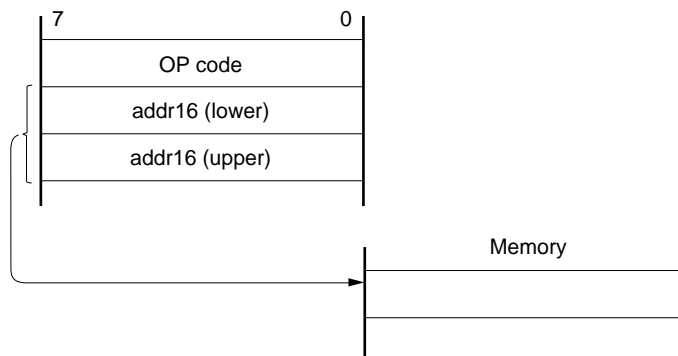 7 0
OP code
addr16 (lower)
addr16 (upper)
Memory